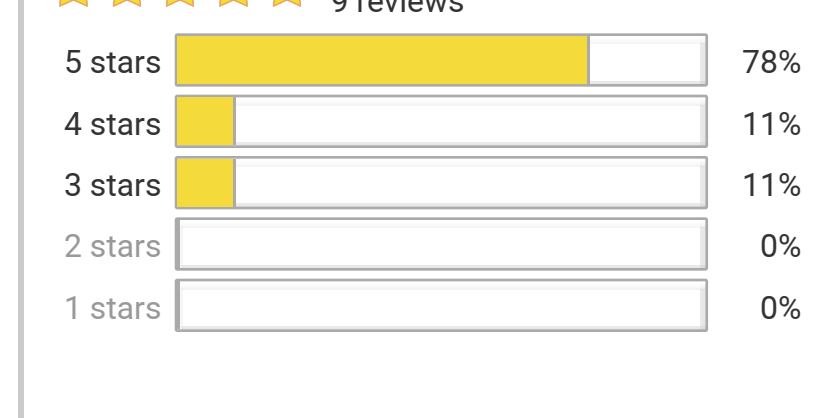 9 reviews
5 stars 78%
4 stars 11%
3 stars 11%
2 stars 0%
1 stars 0%